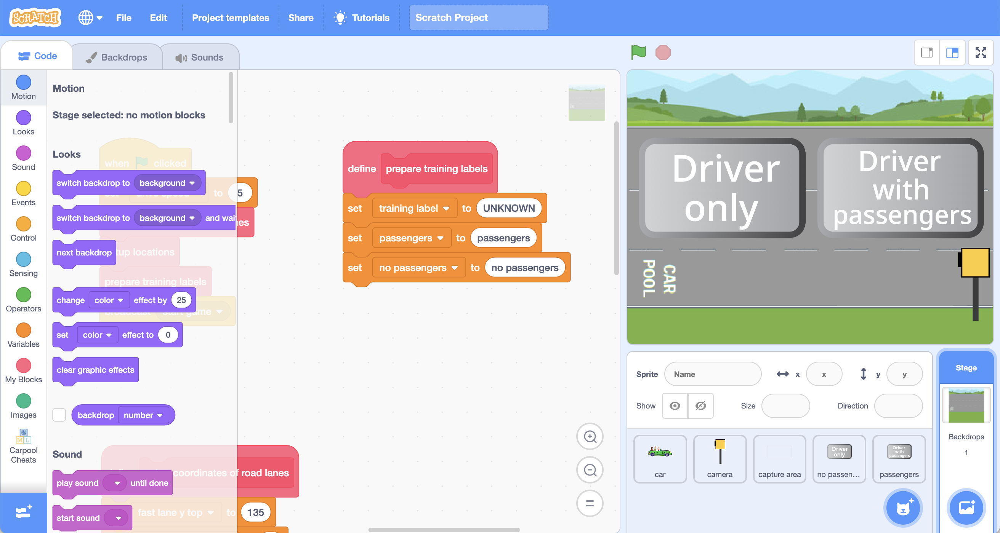 SCRATCH
File
Edit
Project templates
Share
Tutorials
Scratch Project
Code
Backdrops
Sounds
Motion
Looks
Sound
Events
Control
Sensing
Operators
Variables
My Blocks
Images
Carpool
Cheats
Motion
Stage selected: no motion blocks
Looks
switch backdrop to background
switch backdrop to background and wai
next backdrop
change color effect by 25
set color effect to 0
clear graphic effects
backdrop number
Sound
play sound until done
start sound
when clicked
to 5
nes
tup locations
prepare training labels
broadcast start game
coordinates of road lanes
fast lane y top to 135
define prepare training labels
set training label to UNKNOWN
set passengers to passengers
set no passengers to no passengers
Driver
only
Driver
with
passengers
CAR
POOL
Sprite Name x x y y
Show Size Direction
car
camera
capture area
Driver
only
no passen...
Driver
with
passengers
passengers
Stage
Backdrops
1
M L